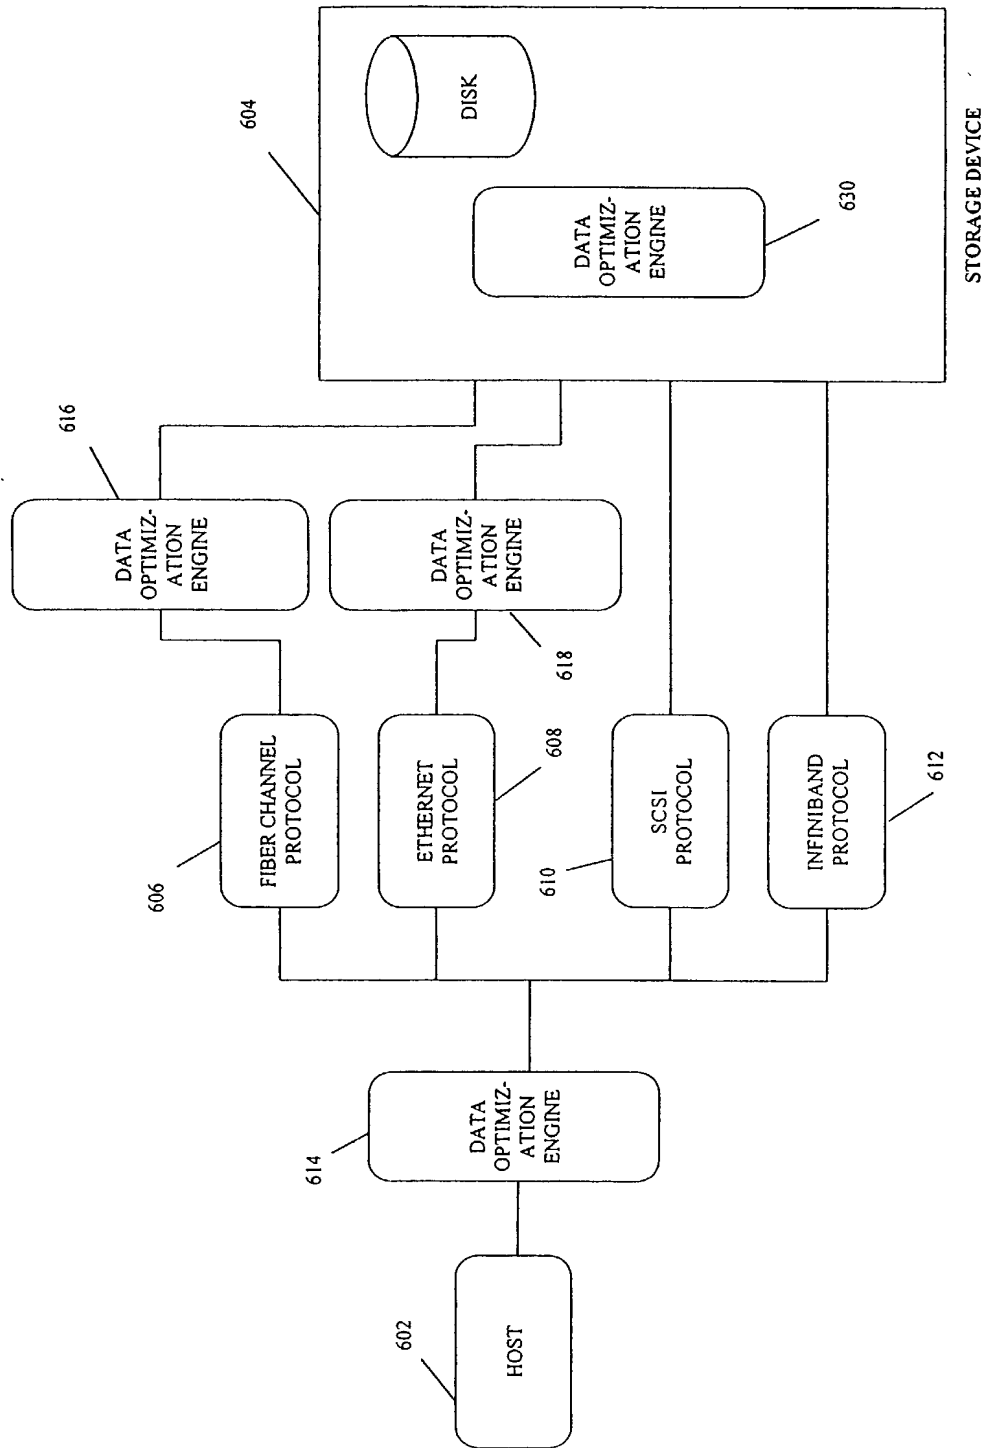 602
HOST
614
DATA
OPTIMIZ-
ATION
ENGINE
606
FIBER CHANNEL
PROTOCOL
ETHERNET
PROTOCOL
608
610
SCSI
PROTOCOL
INFINIBAND
PROTOCOL
612
616
DATA
OPTIMIZ-
ATION
ENGINE
DATA
OPTIMIZ-
ATION
ENGINE
618
604
DISK
DATA
OPTIMIZ-
ATION
ENGINE
630
STORAGE DEVICE